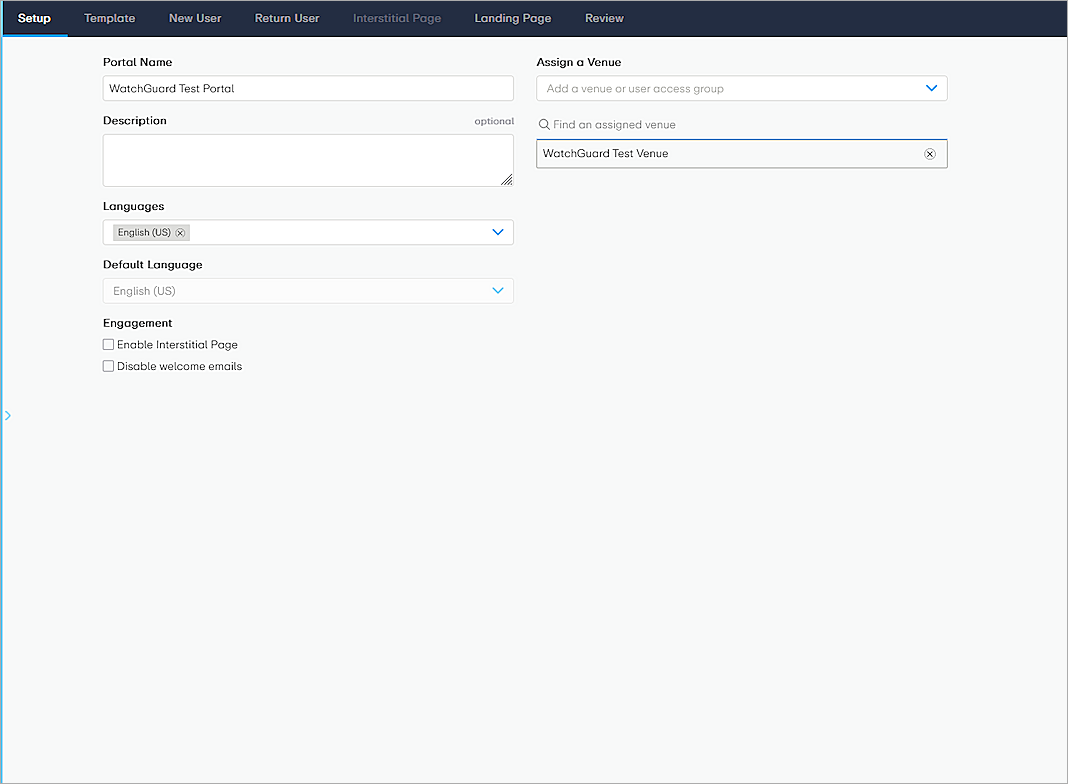 Setup Template New User Return User Interstitial Page Landing Page Review
Portal Name
WatchGuard Test Portal
Description optional
Languages
English (US)
Default Language
English (US)
Engagement
Enable Interstitial Page
Disable welcome emails
Assign a Venue
Add a venue or user access group
Find an assigned venue
WatchGuard Test Venue